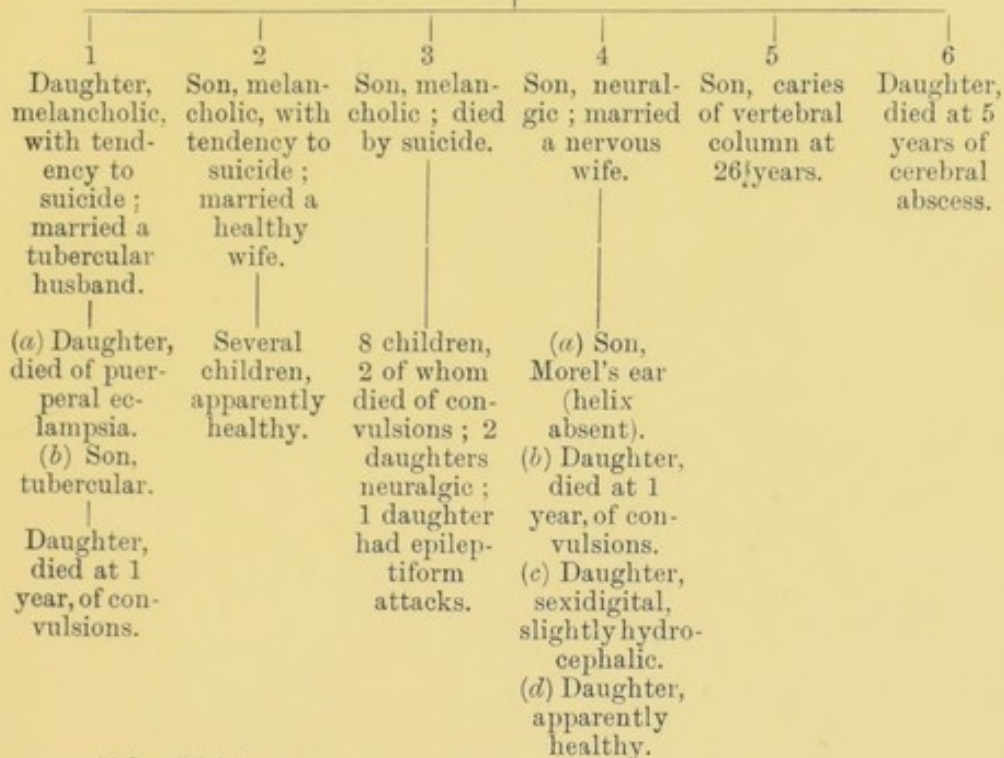 1
Daughter,
melancholic,
with tend-
ency to
suicide ;
married a
tubercular
husband.
(a) Daughter,
died of puer-
peral ec-
lampsia.
(b) Son,
tubercular.
Daughter,
died at 1
year, of con-
vulsions.
2
Son, melan-
cholic, with
tendency to
suicide ;
married a
healthy
wife.
Several
children,
apparently
healthy.
3
Son, melan-
cholic ; died
by suicide.
8 children,
2 of whom
died of con-
vulsions ; 2
daughters
neuralgic ;
1 daughter
had epilep-
tiform
attacks.
4
Son, neural-
gic ; married
a nervous
wife.
(a) Son,
Morel's ear
(helix
absent).
(b) Daughter,
died at 1
year, of con-
vulsions.
(c) Daughter,
sexidigital,
slightly hydro-
cephalic.
(d) Daughter,
apparently
healthy.
5
Son, caries
of vertebral
column at
26 years.
6
Daughter,
died at 5
years of
cerebral
abscess.